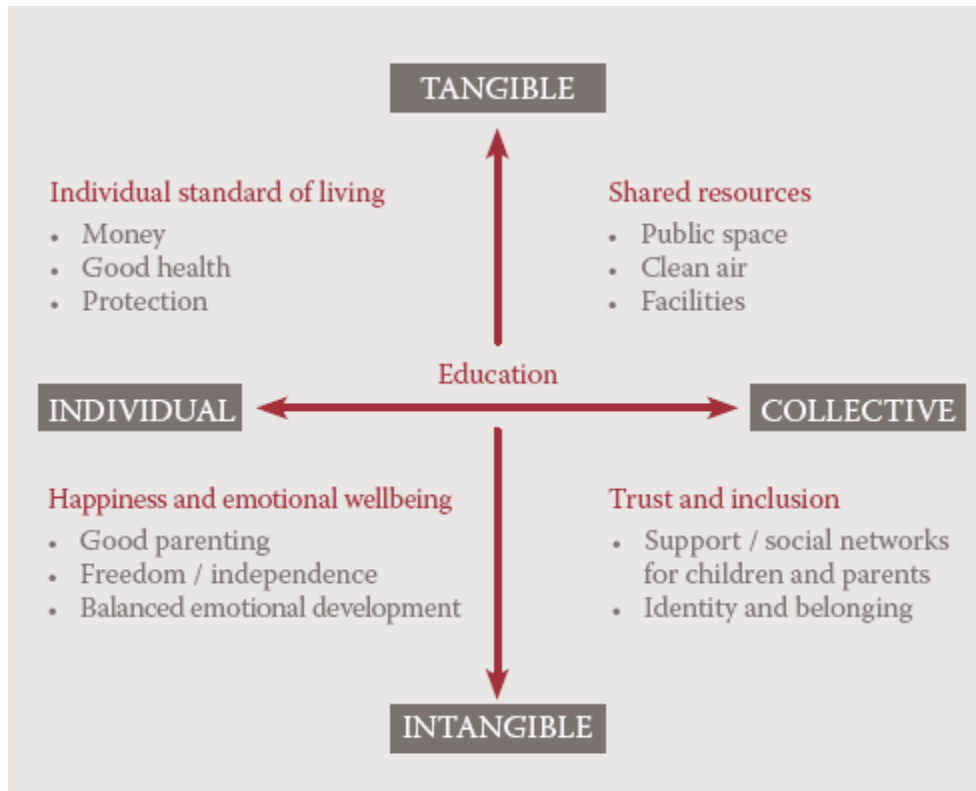 TANGIBLE
Individual standard of living
• Money
• Good health
• Protection
Shared resources
• Public space
• Clean air
• Facilities
Education
INDIVIDUAL
COLLECTIVE
Happiness and emotional wellbeing
• Good parenting
• Freedom / independence
• Balanced emotional development
Trust and inclusion
• Support / social networks
for children and parents
• Identity and belonging
INTANGIBLE